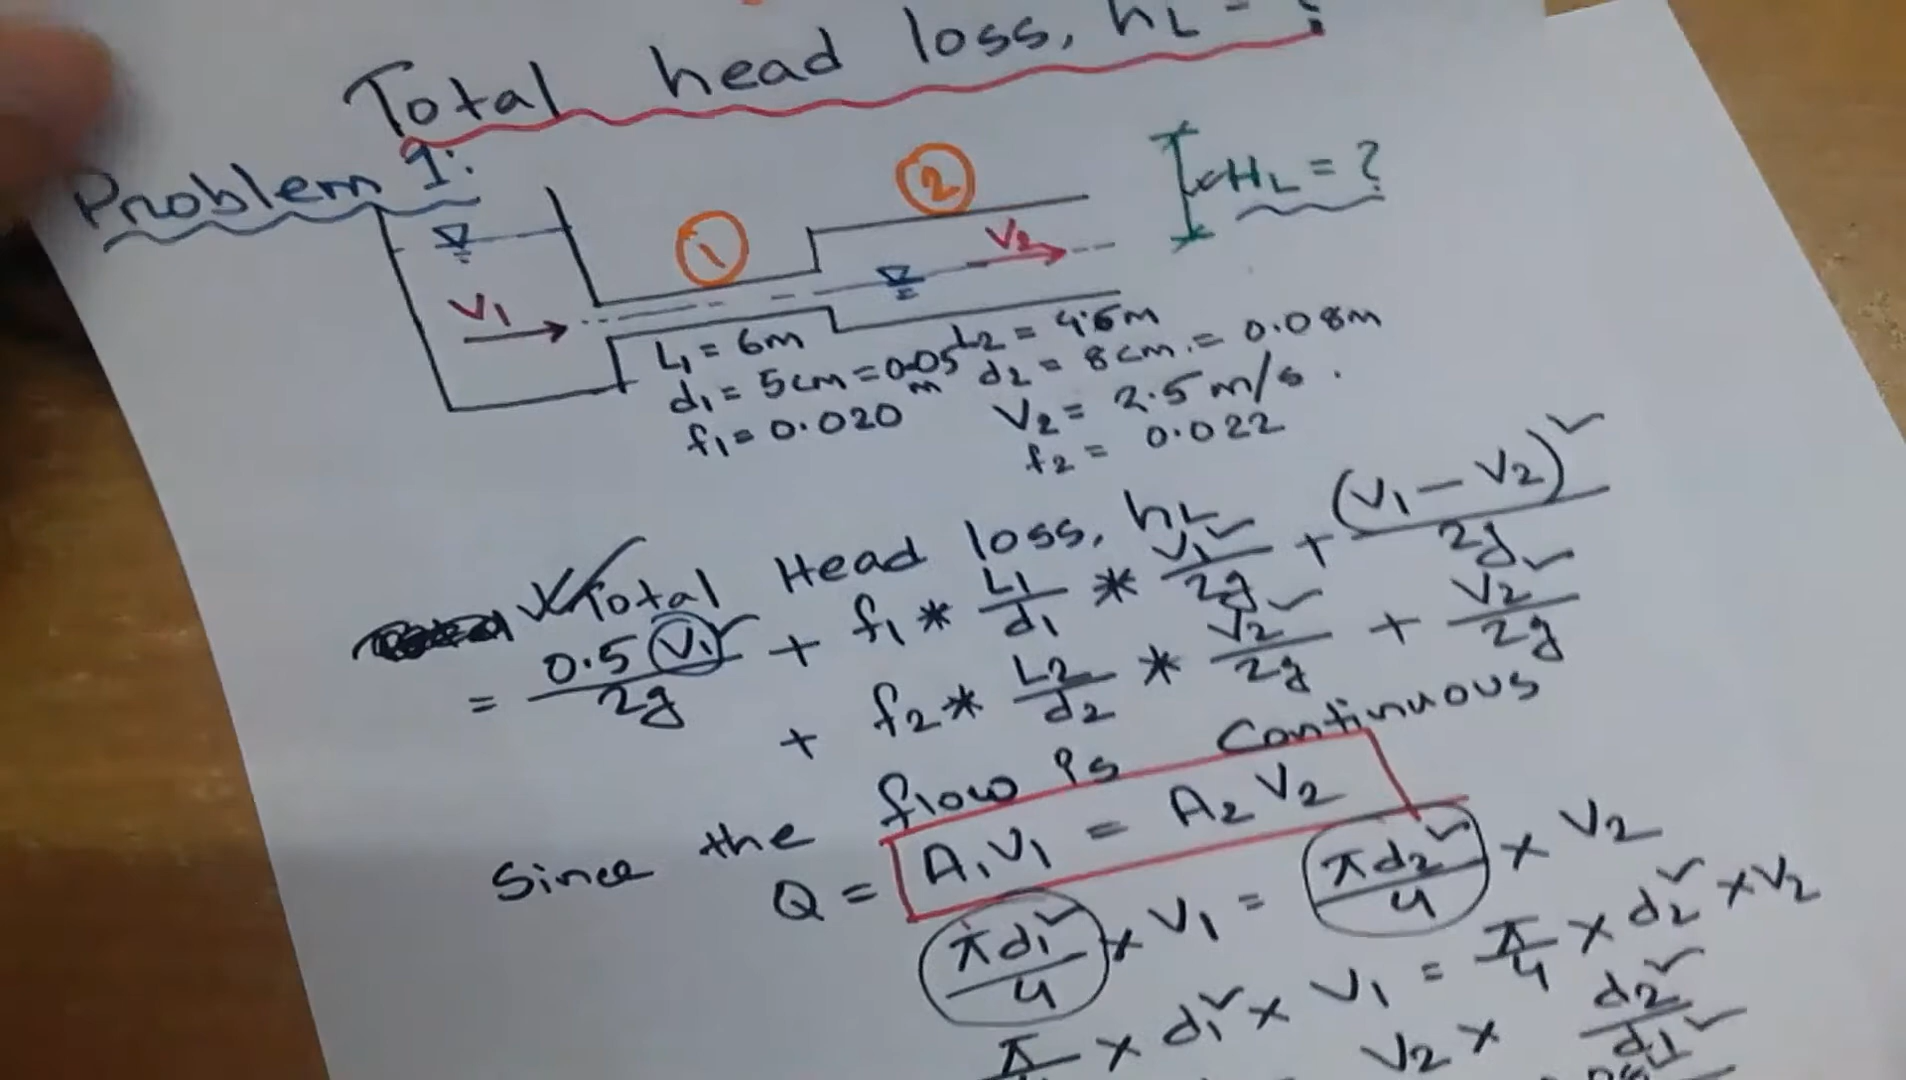 Total head loss, hL = ?
Problem 1:
① ② HL = ?
V1 V2
L1 = 6m L2 = 4.5m
d1 = 5cm = 0.05m d2 = 8cm. = 0.08m
f1 = 0.020 V2 = 2.5 m/s.
f2 = 0.022
Total Head loss, hL
= 0.5 V1²/2g + f1 * L1/d1 * V1²/2g + (V1 - V2)²/2g
+ f2 * L2/d2 * V2²/2g + V2²/2g
Since the flow is Continuous
Q = A1V1 = A2V2
πd1²/4 × V1 = πd2²/4 × V2
π × d1² × V1 = π/4 × d2² × V2
V2 × d2²/d1²